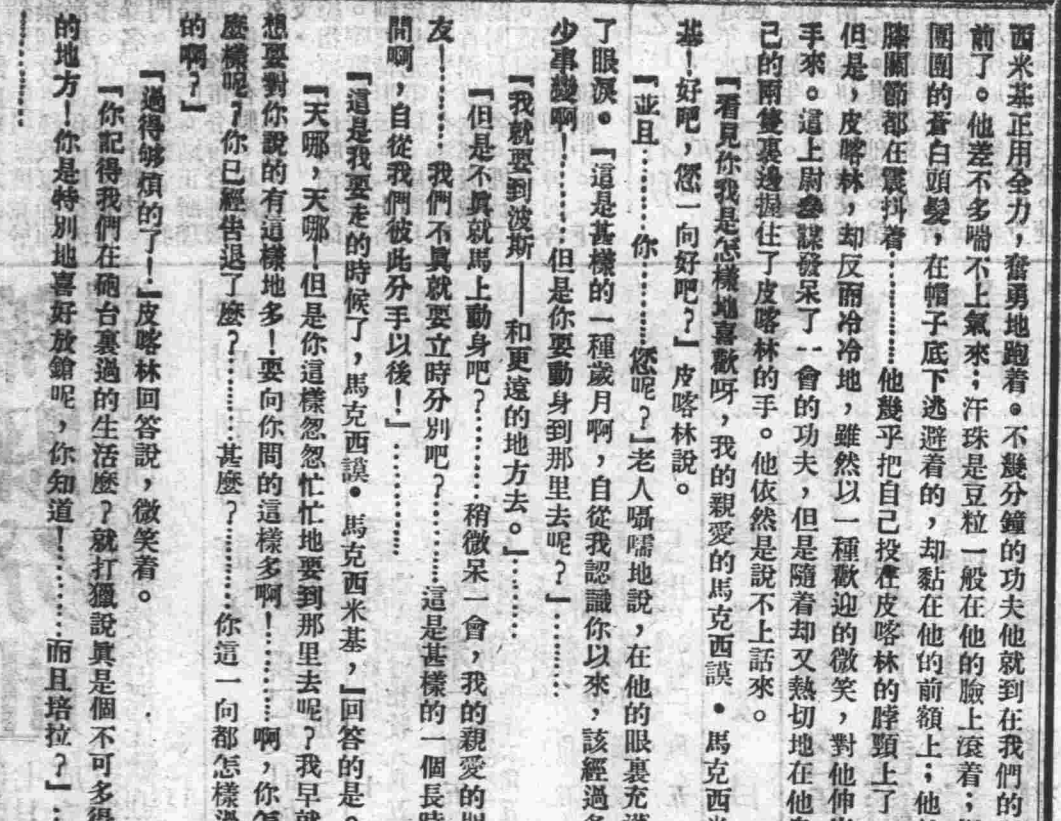 西米基正用全力，奮勇地跑着。不幾分鐘的功夫他就到在我們的
前了。他差不多喘不上氣來；汗珠是豆粒一般在他的臉上滾着；
團團的蒼白頭髮，在帽子底下逃避着的，却黏在他的前額上；他
膝關節都在震抖着…………他幾乎把自己投在皮喀林的脖頸上了
但是，皮喀林，却反而冷冷地，雖然以一種歡迎的微笑，對他伸出
手來。這上尉叅謀發呆了一會的功夫，但是隨着却又熱切地在他自
己的兩隻裏邊握住了皮喀林的手。他依然是說不上話來。
『看見你我是怎樣地喜歡呀，我的親愛的馬克西謨•馬克西米
基！好吧，您一向好吧？』皮喀林說。
『並且…………你…………您呢？』老人囁嚅地說，在他的眼裏充滿
了眼淚。『這是甚樣的一種歲月啊，自從我認識你以來，該經過多
少事變啊！…………但是你要動身到那里去呢？』…………
『我就要到波斯——和更遠的地方去。』…………
『但是不眞就馬上動身吧？…………稍微呆一會，我的親愛的朋
友！…………我們不眞就要立時分別吧？…………這是甚樣的一個長時
間啊，自從我們彼此分手以後！』…………
『這是我要走的時候了，馬克西謨•馬克西米基，』回答的是。
『天哪，天哪！但是你這樣忽忽忙忙地要到那里去呢？我早就
想要對你說的有這樣地多！要向你問的這樣多啊！…………啊，你怎
麼樣呢？你已經告退了麽？…………甚麽？…………你這一向都怎樣過
的啊？』
『過得够煩的了！』皮喀林回答說，微笑着。
『你記得我們在砲台裏過的生活麽？就打獵說眞是個不可多得
的地方！你是特別地喜好放鎗呢，你知道！…………而且培拉？』…
…………